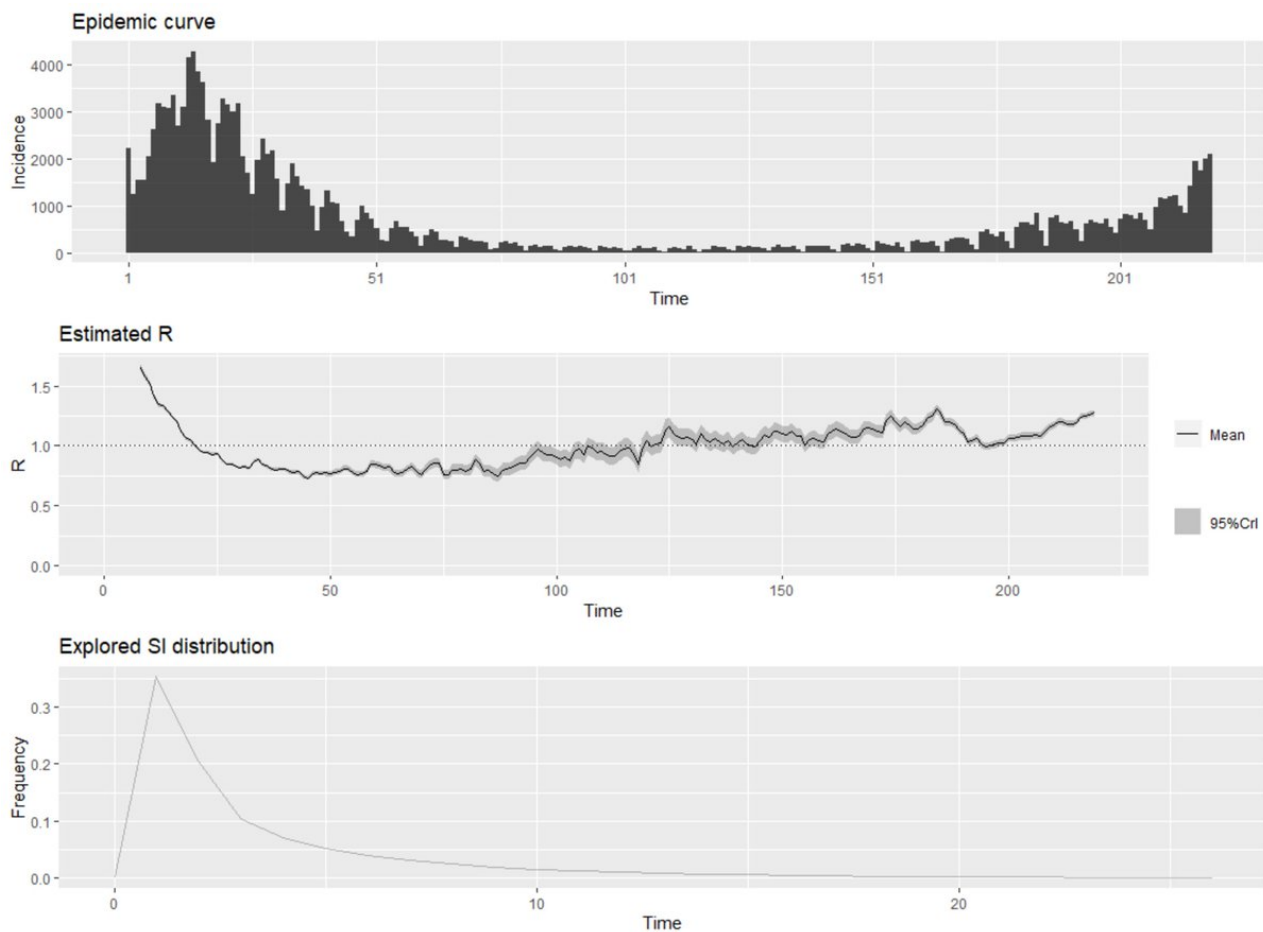 Epidemic curve
4000
3000
2000
1000
0
Incidence
1 51 101 151 201
Time
Estimated R
1.5
1.0
0.5
0.0
R
0 50 100 150 200
Time
Mean
95%CrI
Explored SI distribution
0.3
0.2
0.1
0.0
Frequency
0 10 20
Time